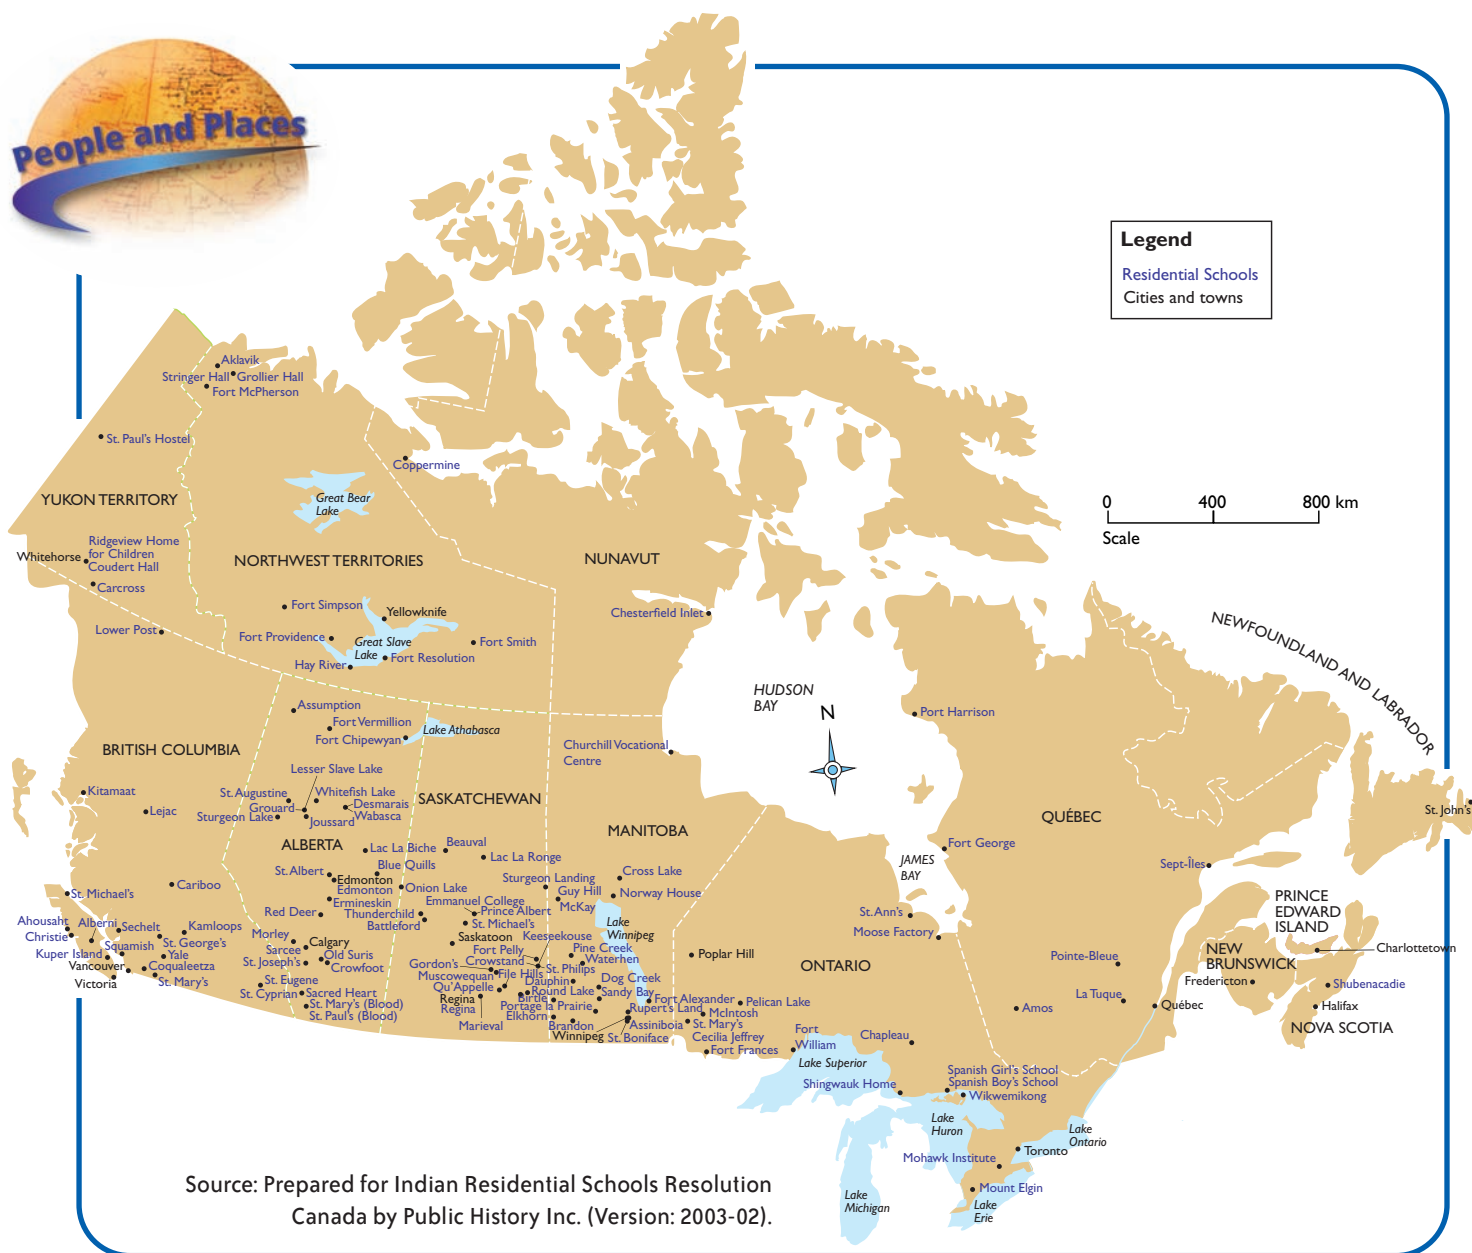 People and Places
Legend
Residential Schools
Cities and towns
Aklavik
Stringer Hall
Grollier Hall
Fort McPherson
St. Paul's Hostel
Coppermine
YUKON TERRITORY
Great Bear
Lake
0 400 800 km
Scale
Ridgeview Home
for Children
Coudert Hall
Whitehorse
Carcross
NORTHWEST TERRITORIES
NUNAVUT
Fort Simpson
Yellowknife
Chesterfield Inlet
Lower Post
Fort Providence
Great Slave
Lake
Fort Smith
Hay River
Fort Resolution
NEWFOUNDLAND AND LABRADOR
HUDSON
BAY
N
Assumption
Fort Vermillion
Fort Chipewyan
Lake Athabasca
Port Harrison
Churchill Vocational
Centre
BRITISH COLUMBIA
Lesser Slave Lake
Kitamaat
Lejac
St. Augustine
Whitefish Lake
Grouard
Desmarais
Wabasca
Sturgeon Lake
Joussard
SASKATCHEWAN
MANITOBA
QUÉBEC
St. John's
ALBERTA
Lac La Biche
Beauval
Lac La Ronge
Blue Quills
St. Albert
Edmonton
Edmonton
Onion Lake
Ermineskin
Cariboo
St. Michael's
Red Deer
Thunderchild
Battleford
Emmanuel College
Prince Albert
St. Michael's
Saskatoon
Sturgeon Landing
Guy Hill
McKay
Cross Lake
Norway House
Lake
Winnipeg
JAMES
BAY
Fort George
Sept-Îles
St. Ann's
Moose Factory
Poplar Hill
ONTARIO
PRINCE
EDWARD
ISLAND
NEW
BRUNSWICK
Charlottetown
Fredericton
Shubenacadie
Halifax
NOVA SCOTIA
Ahousaht
Christie
Alberni
Sechelt
Kamloops
St. George's
Squamish
Yale
Kuper Island
Vancouver
Coqualeetza
Victoria
St. Mary's
Morley
Calgary
Sarcee
St. Joseph's
Old Suris
Crowfoot
St. Eugene
St. Cyprian
Sacred Heart
St. Mary's (Blood)
St. Paul's (Blood)
Keeseekouse
Fort Pelly
Crowstand
St. Philips
Pine Creek
Waterhen
Gordon's
Muscowequan
File Hills
Dauphin
Dog Creek
Qu'Appelle
Round Lake
Sandy Bay
Regina
Regina
Birtle
Portage la Prairie
Marieval
Elkhorn
Brandon
Winnipeg
St. Boniface
Fort Alexander
Rupert's Land
Assiniboia
Pelican Lake
McIntosh
St. Mary's
Cecilia Jeffrey
Fort Frances
Fort
William
Chapleau
Pointe-Bleue
La Tuque
Amos
Québec
Lake Superior
Shingwauk Home
Spanish Girl's School
Spanish Boy's School
Wikwemikong
Lake
Huron
Lake
Ontario
Toronto
Mohawk Institute
Mount Elgin
Lake
Michigan
Lake
Erie
Source: Prepared for Indian Residential Schools Resolution
Canada by Public History Inc. (Version: 2003-02).